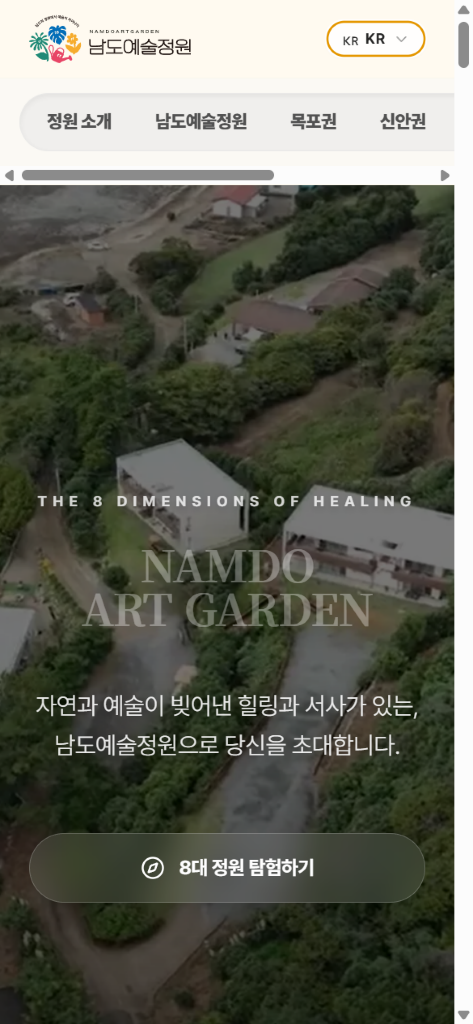 NAMDOARTGARDEN
남도예술정원
KR KR
정원 소개 남도예술정원 목포권 신안권
THE 8 DIMENSIONS OF HEALING
NAMDO
ART GARDEN
자연과 예술이 빚어낸 힐링과 서사가 있는,
남도예술정원으로 당신을 초대합니다.
8대 정원 탐험하기